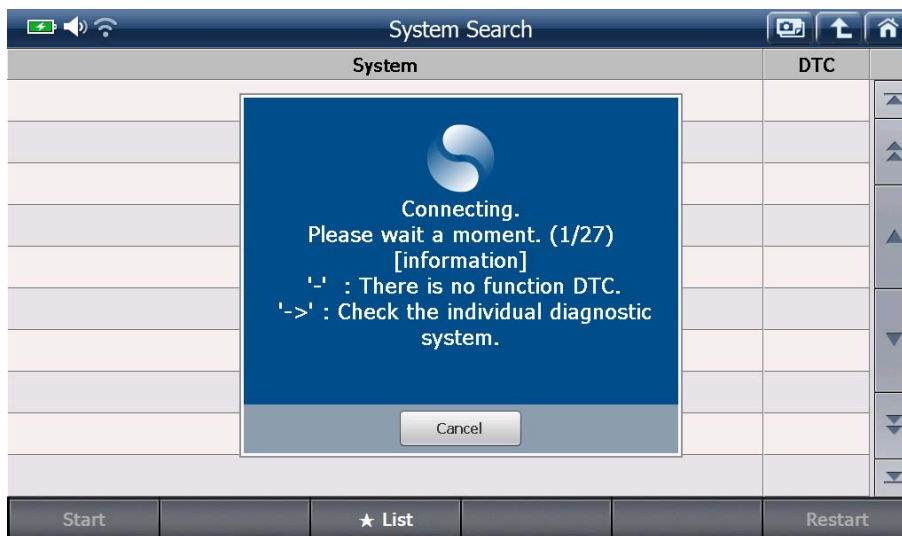 System Search
System DTC
Connecting.
Please wait a moment. (1/27)
[information]
'-' : There is no function DTC.
'->' : Check the individual diagnostic
system.
Cancel
Start ★ List Restart